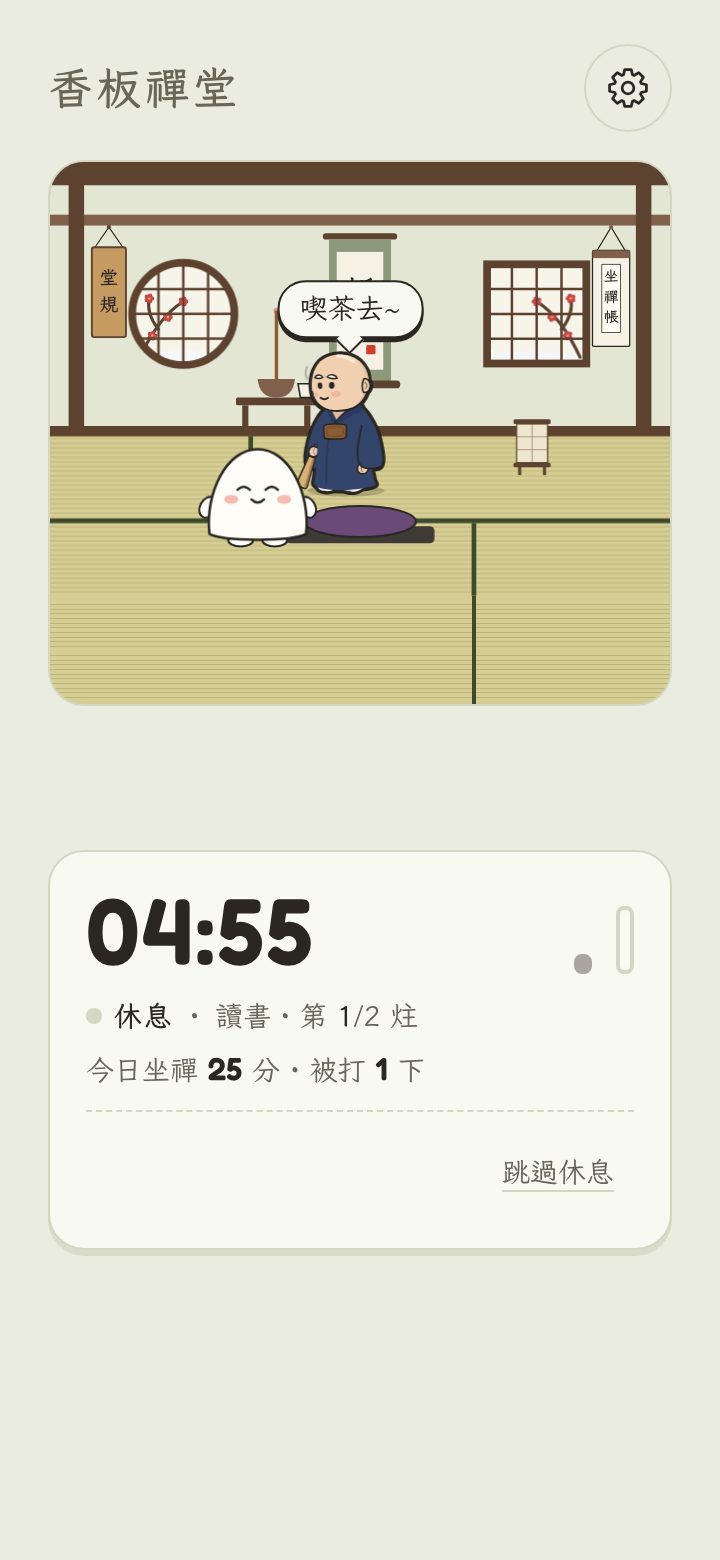 香板禪堂
堂規
坐禪帳
喫茶去~
04:55
休息 · 讀書 · 第 1/2 炷
今日坐禪 25 分 · 被打 1 下
跳過休息